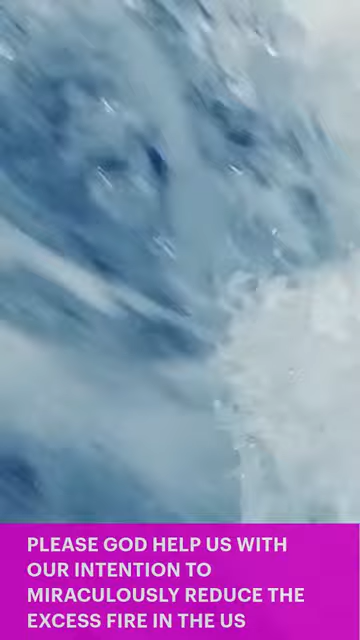 PLEASE GOD HELP US WITH
OUR INTENTION TO
MIRACULOUSLY REDUCE THE
EXCESS FIRE IN THE US